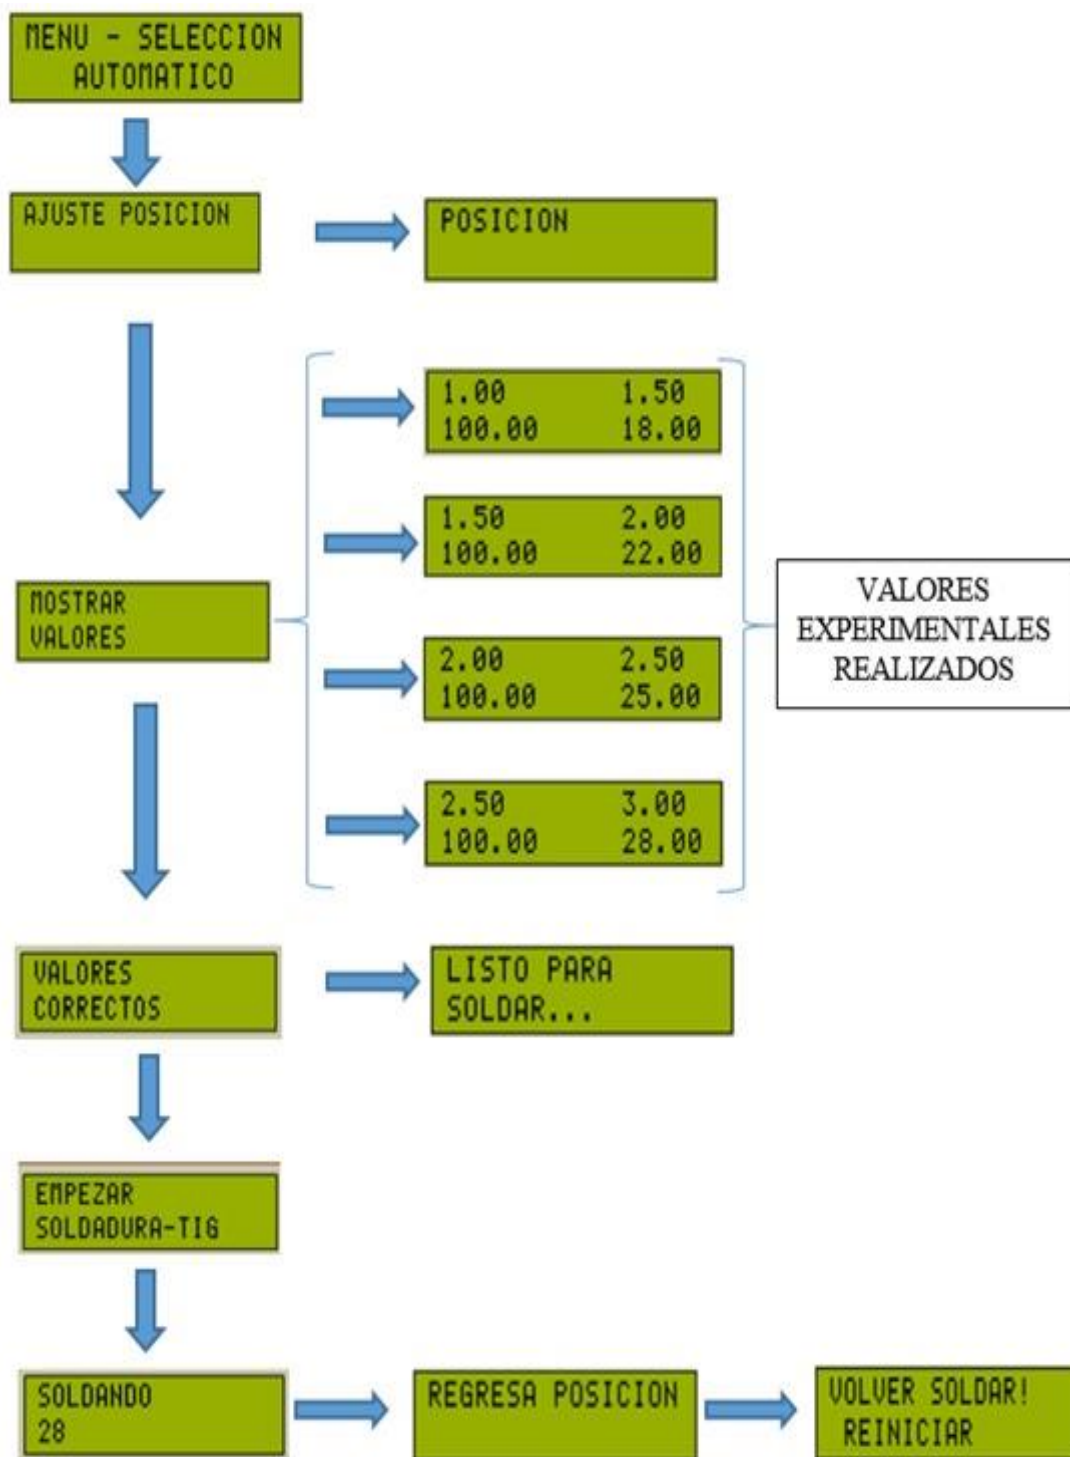 MENU - SELECCION
AUTOMATICO
AJUSTE POSICION
POSICION
1.00 1.50
100.00 18.00
1.50 2.00
100.00 22.00
MOSTRAR
VALORES
2.00 2.50
100.00 25.00
2.50 3.00
100.00 28.00
VALORES
EXPERIMENTALES
REALIZADOS
VALORES
CORRECTOS
LISTO PARA
SOLDAR...
EMPEZAR
SOLDADURA-TIG
SOLDANDO
28
REGRESA POSICION
VOLVER SOLDAR!
REINICIAR